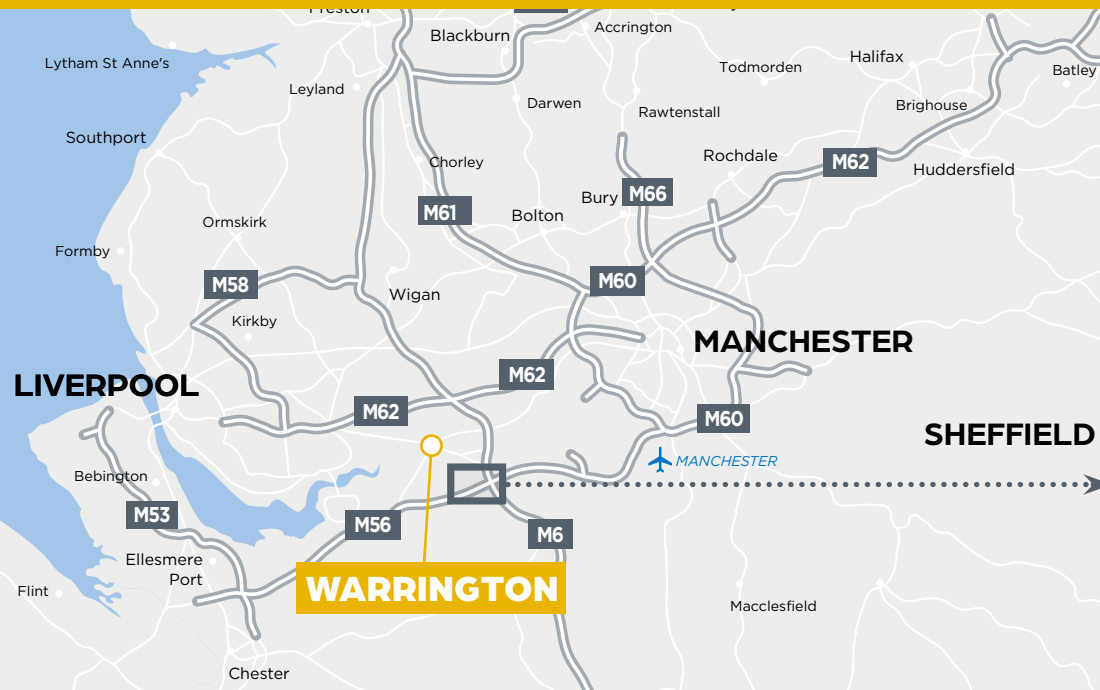 Preston
Blackburn
Accrington
Lytham St Anne's
Halifax
Todmorden
Batley
Leyland
Darwen
Brighouse
Rawtenstall
Southport
Chorley
Rochdale
M62
Huddersfield
Bury
M66
M61
Bolton
Ormskirk
Formby
M58
M60
Wigan
Kirkby
MANCHESTER
M62
LIVERPOOL
M62
M60
SHEFFIELD
MANCHESTER
Bebington
M53
M56
M6
Ellesmere
Port
Flint
WARRINGTON
Macclesfield
Chester